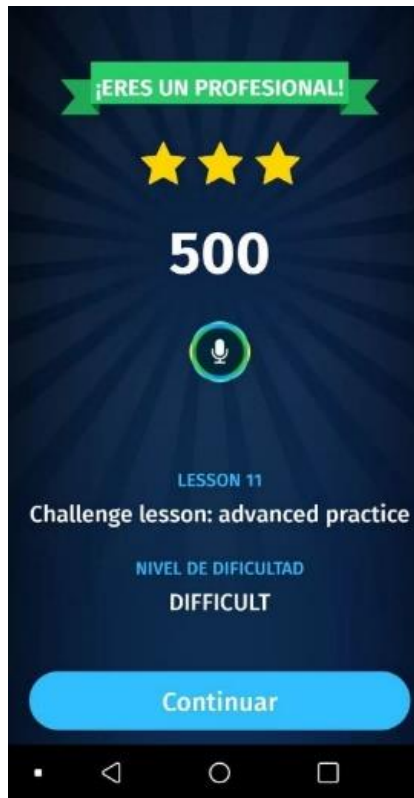 ¡ERES UN PROFESIONAL!
500
LESSON 11
Challenge lesson: advanced practice
NIVEL DE DIFICULTAD
DIFFICULT
Continuar